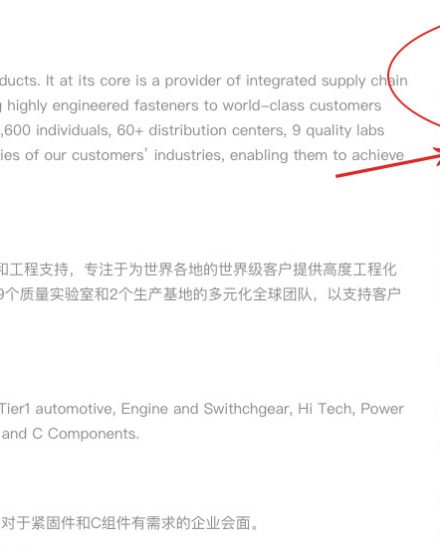 ducts. It at its core is a provider of integrated supply chain
g highly engineered fasteners to world-class customers
,600 individuals, 60+ distribution centers, 9 quality labs
ies of our customers' industries, enabling them to achieve
和工程支持，专注于为世界各地的世界级客户提供高度工程化
9个质量实验室和2个生产基地的多元化全球团队，以支持客户
Tier1 automotive, Engine and Swithchgear, Hi Tech, Power
and C Components.
对于紧固件和C组件有需求的企业会面。